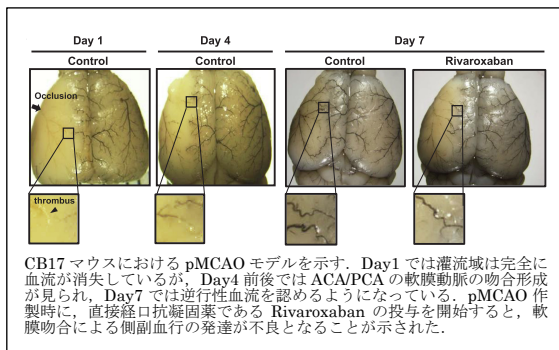 Day 1 Day 4 Day 7
Control Control Control Rivaroxaban
Occlusion
thrombus
CB17 マウスにおける pMCAO モデルを示す．Day1 では灌流域は完全に
血流が消失しているが，Day4 前後では ACA/PCA の軟膜動脈の吻合形成
が見られ，Day7 では逆行性血流を認めるようになっている．pMCAO 作
製時に，直接経口抗凝固薬である Rivaroxaban の投与を開始すると，軟
膜吻合による側副血行の発達が不良となることが示された．